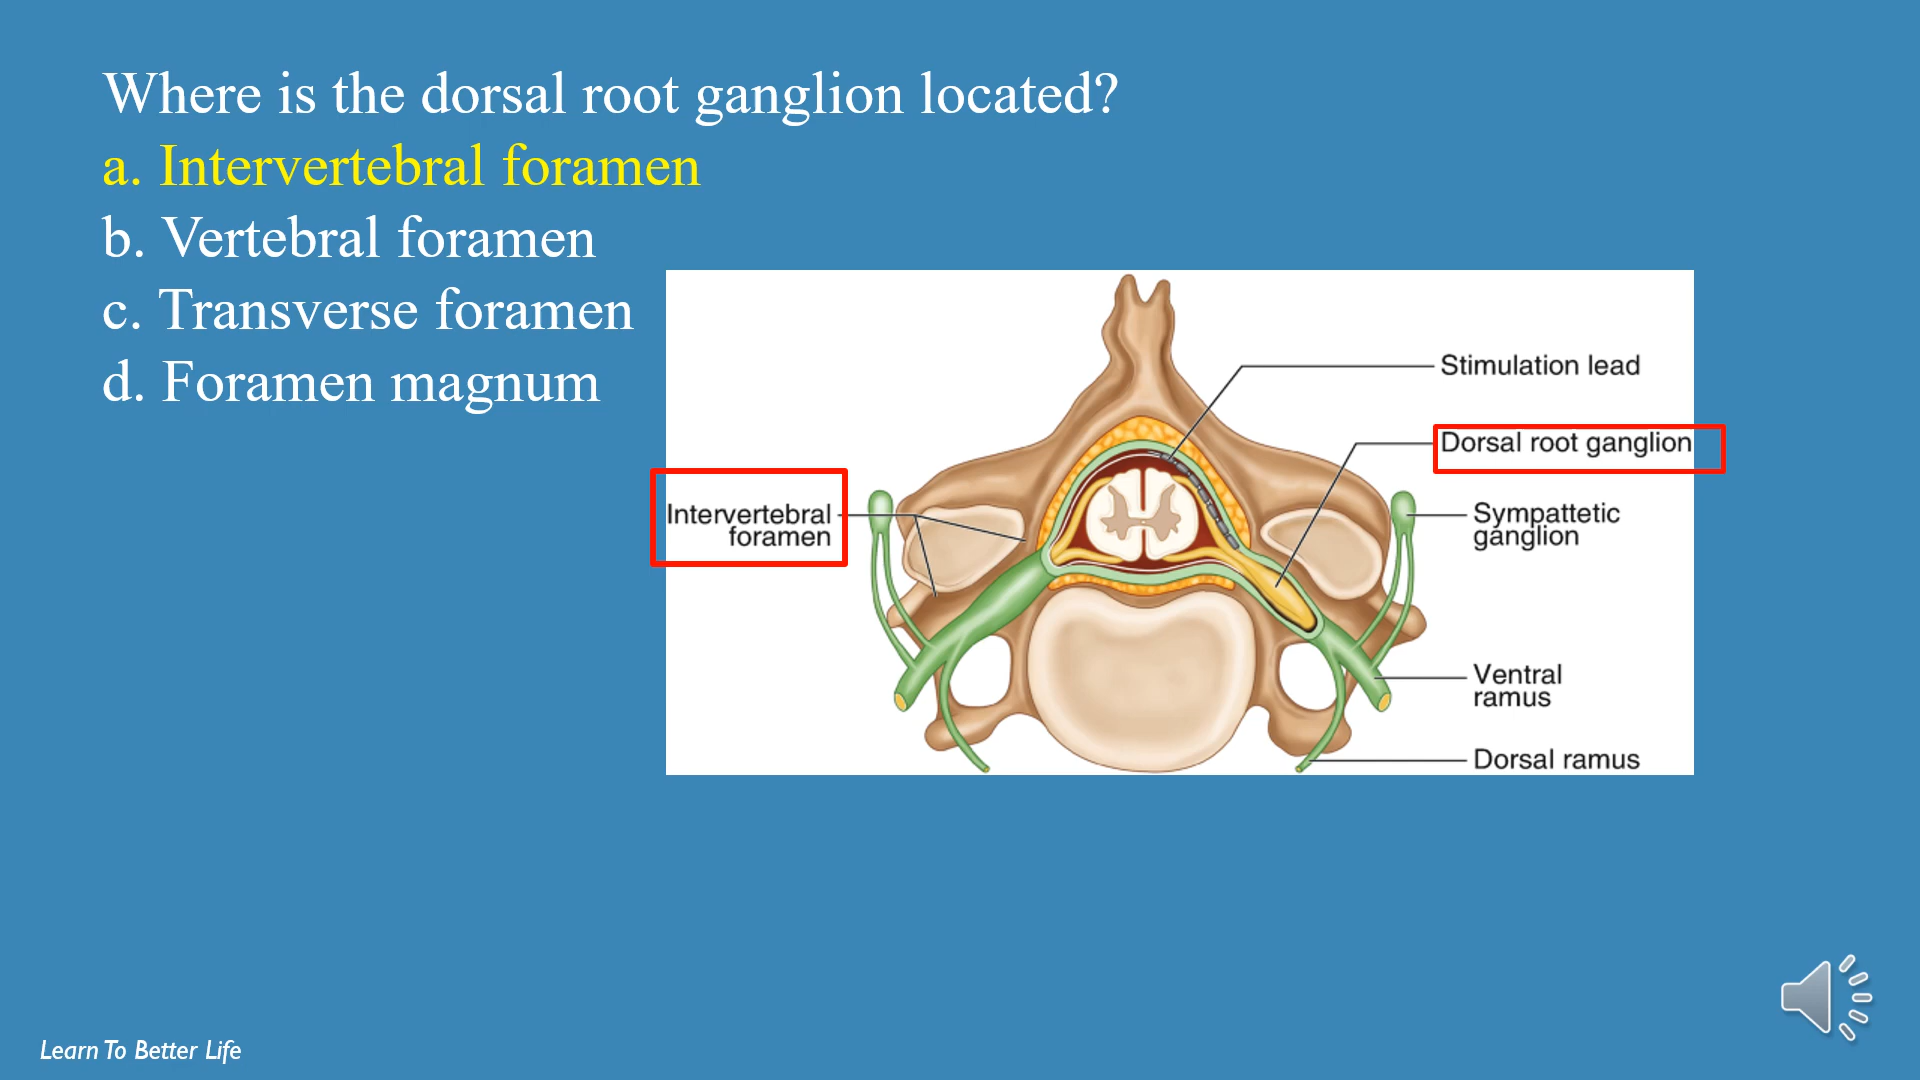 Where is the dorsal root ganglion located?
a. Intervertebral foramen
b. Vertebral foramen
c. Transverse foramen
d. Foramen magnum
Stimulation lead
Dorsal root ganglion
Intervertebral
foramen
Sympattetic
ganglion
Ventral
ramus
Dorsal ramus
Learn To Better Life